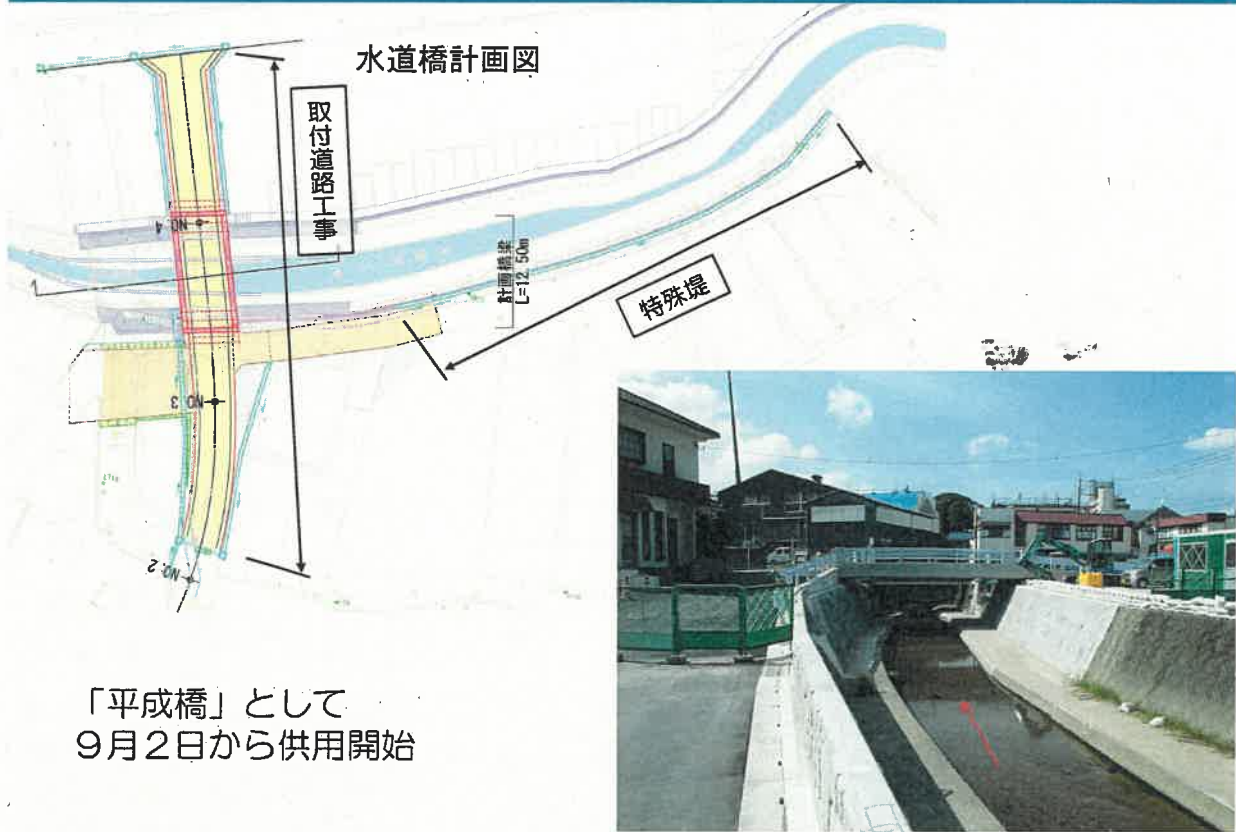 水道橋計画図
取付道路工事
NO.4
計画橋梁
L=12.50m
特殊堤
NO.3
NO.2
「平成橋」として
9月2日から供用開始